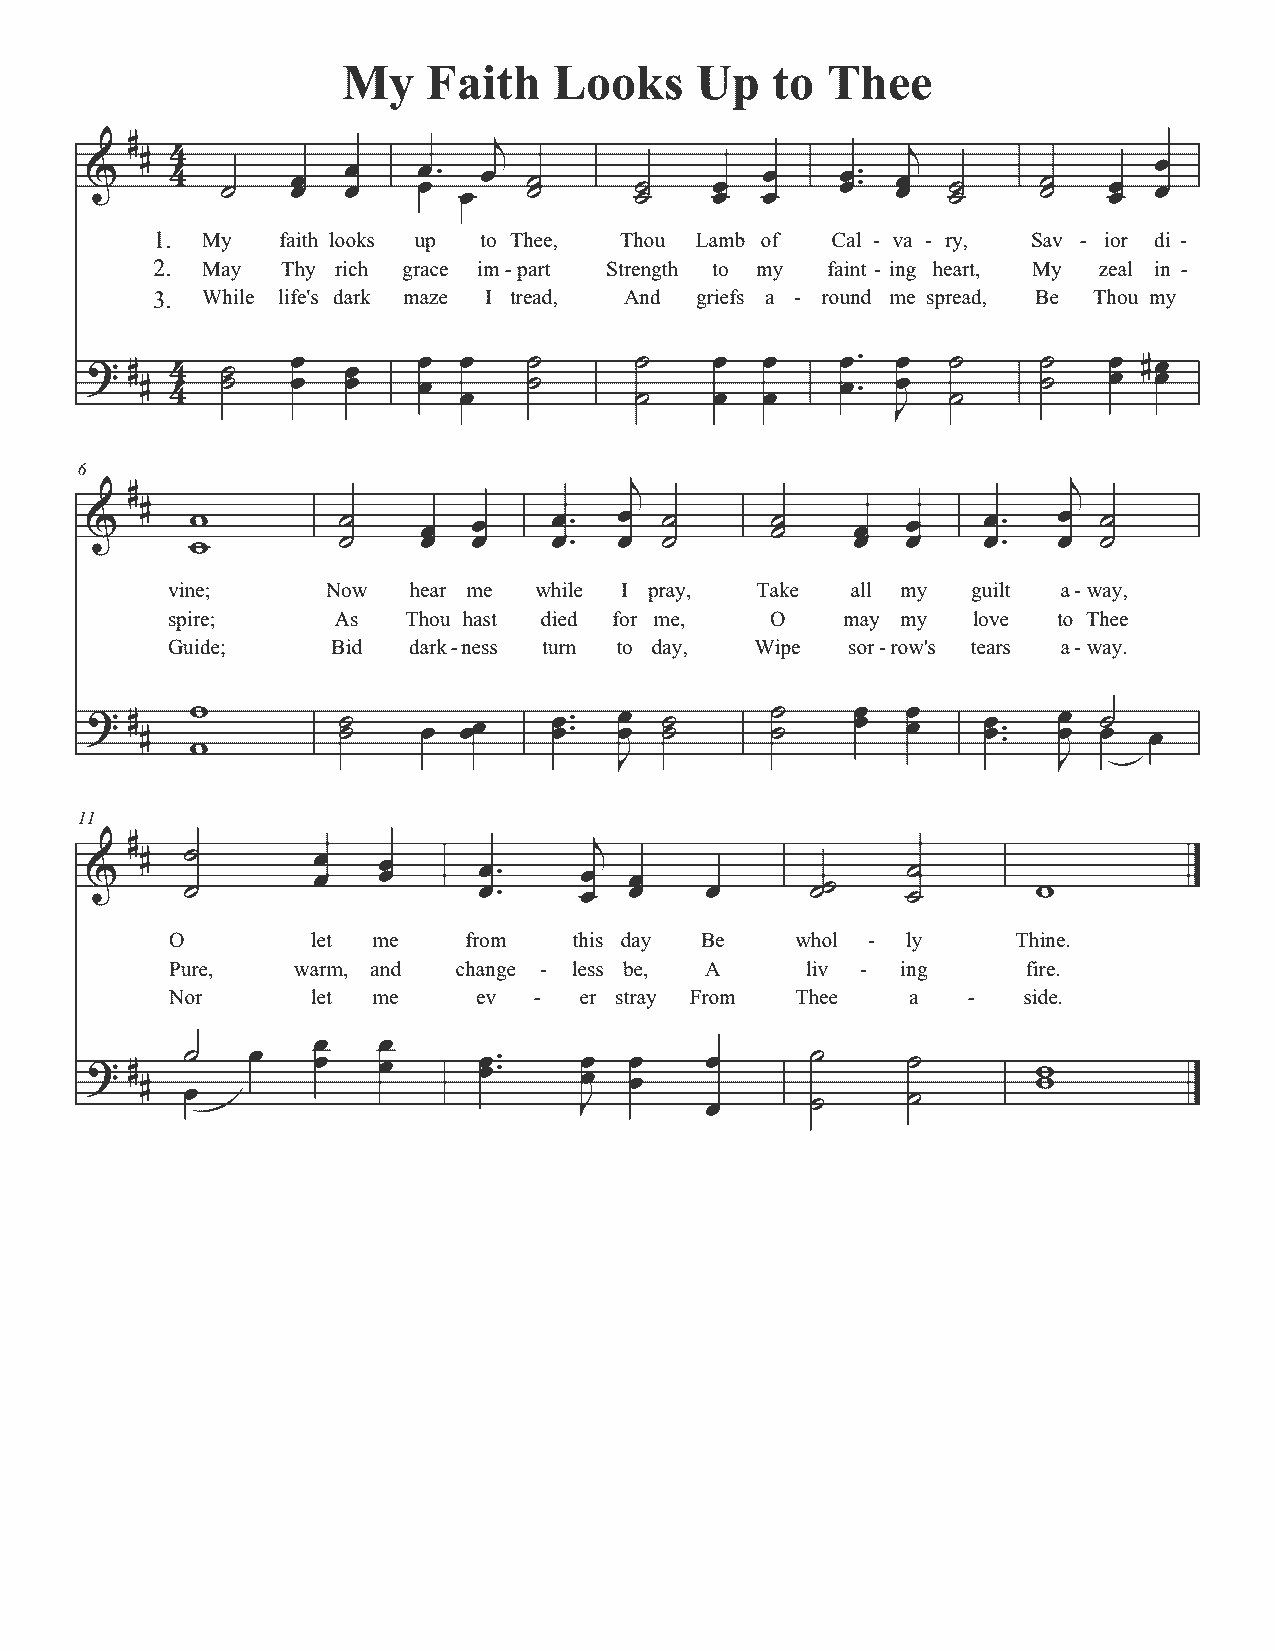 My Faith Looks Up to Thee
4
4
1. My faith looks up to Thee, Thou Lamb of Cal - va - ry, Sav - ior di -
2. May Thy rich grace im - part Strength to my faint - ing heart, My zeal in -
3. While life's dark maze I tread, And griefs a - round me spread, Be Thou my
4
4
6
vine; Now hear me while I pray, Take all my guilt a - way,
spire; As Thou hast died for me, O may my love to Thee
Guide; Bid dark - ness turn to day, Wipe sor - row's tears a - way.
11
O let me from this day Be whol - ly Thine.
Pure, warm, and change - less be, A liv - ing fire.
Nor let me ev - er stray From Thee a - side.